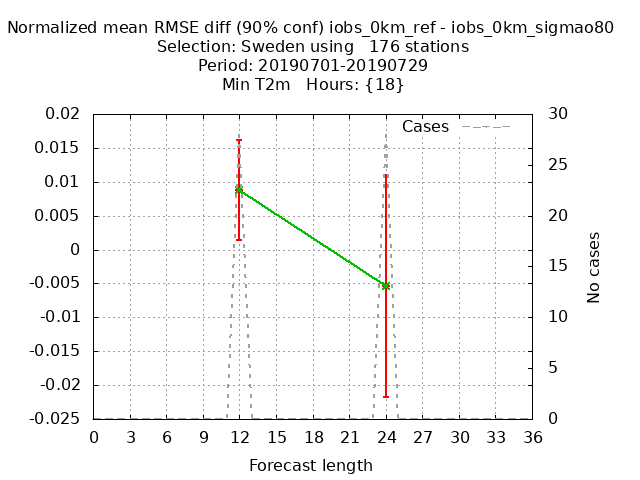 Normalized mean RMSE diff (90% conf) iobs_0km_ref - iobs_0km_sigmao80
Selection: Sweden using   176 stations
Period: 20190701-20190729
Min T2m   Hours: {18}
Cases
0.02
0.015
0.01
0.005
0
-0.005
-0.01
-0.015
-0.02
-0.025
30
25
20
15
10
5
0
No cases
0 3 6 9 12 15 18 21 24 27 30 33 36
Forecast length